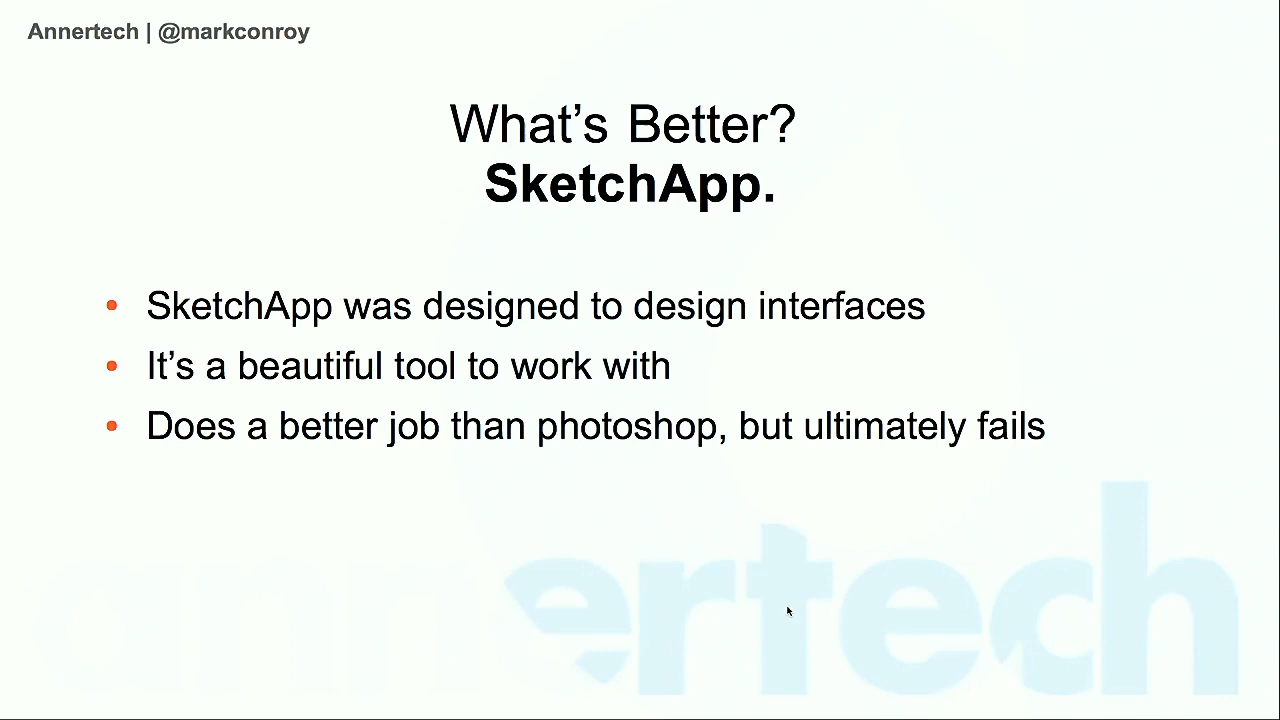 Annertech | @markconroy
What’s Better?
SketchApp.
• SketchApp was designed to design interfaces
• It’s a beautiful tool to work with
• Does a better job than photoshop, but ultimately fails
annertech